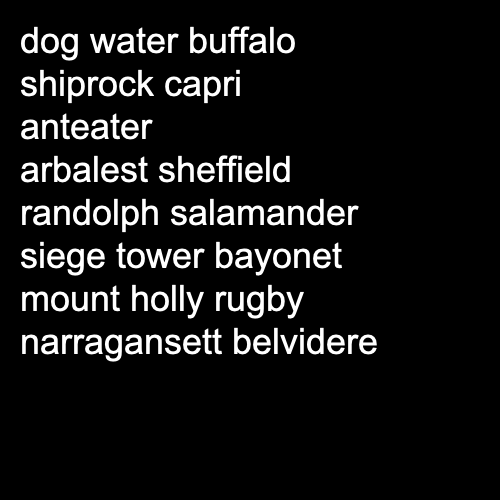 dog water buffalo
shiprock capri
anteater
arbalest sheffield
randolph salamander
siege tower bayonet
mount holly rugby
narragansett belvidere